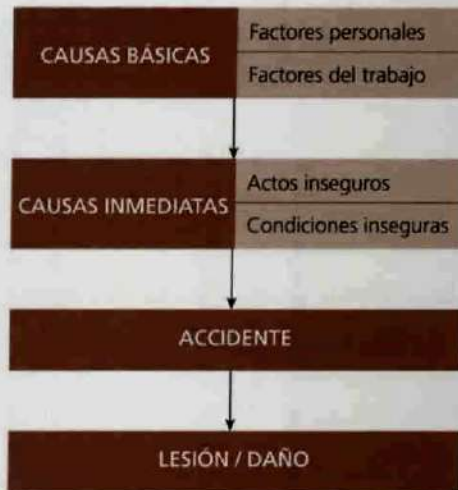 CAUSAS BÁSICAS
Factores personales
Factores del trabajo
CAUSAS INMEDIATAS
Actos inseguros
Condiciones inseguras
ACCIDENTE
LESIÓN / DAÑO